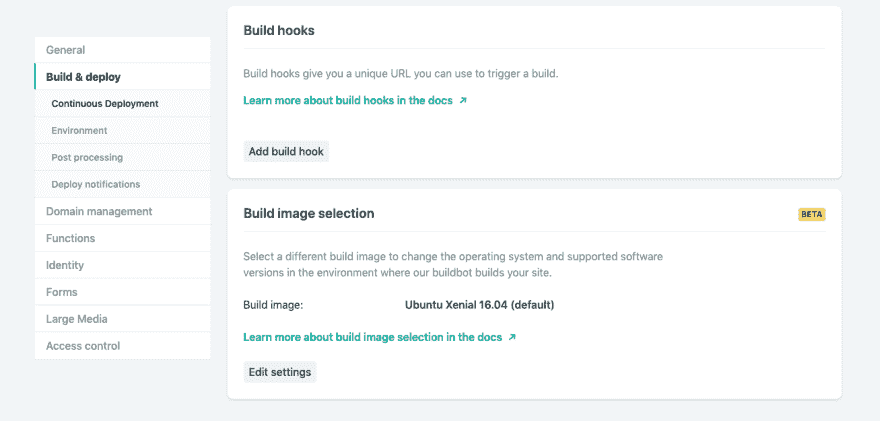 General
Build & deploy
Continuous Deployment
Environment
Post processing
Deploy notifications
Domain management
Functions
Identity
Forms
Large Media
Access control
Build hooks
Build hooks give you a unique URL you can use to trigger a build.
Learn more about build hooks in the docs ↗
Add build hook
Build image selection
BETA
Select a different build image to change the operating system and supported software
versions in the environment where our buildbot builds your site.
Build image: Ubuntu Xenial 16.04 (default)
Learn more about build image selection in the docs ↗
Edit settings